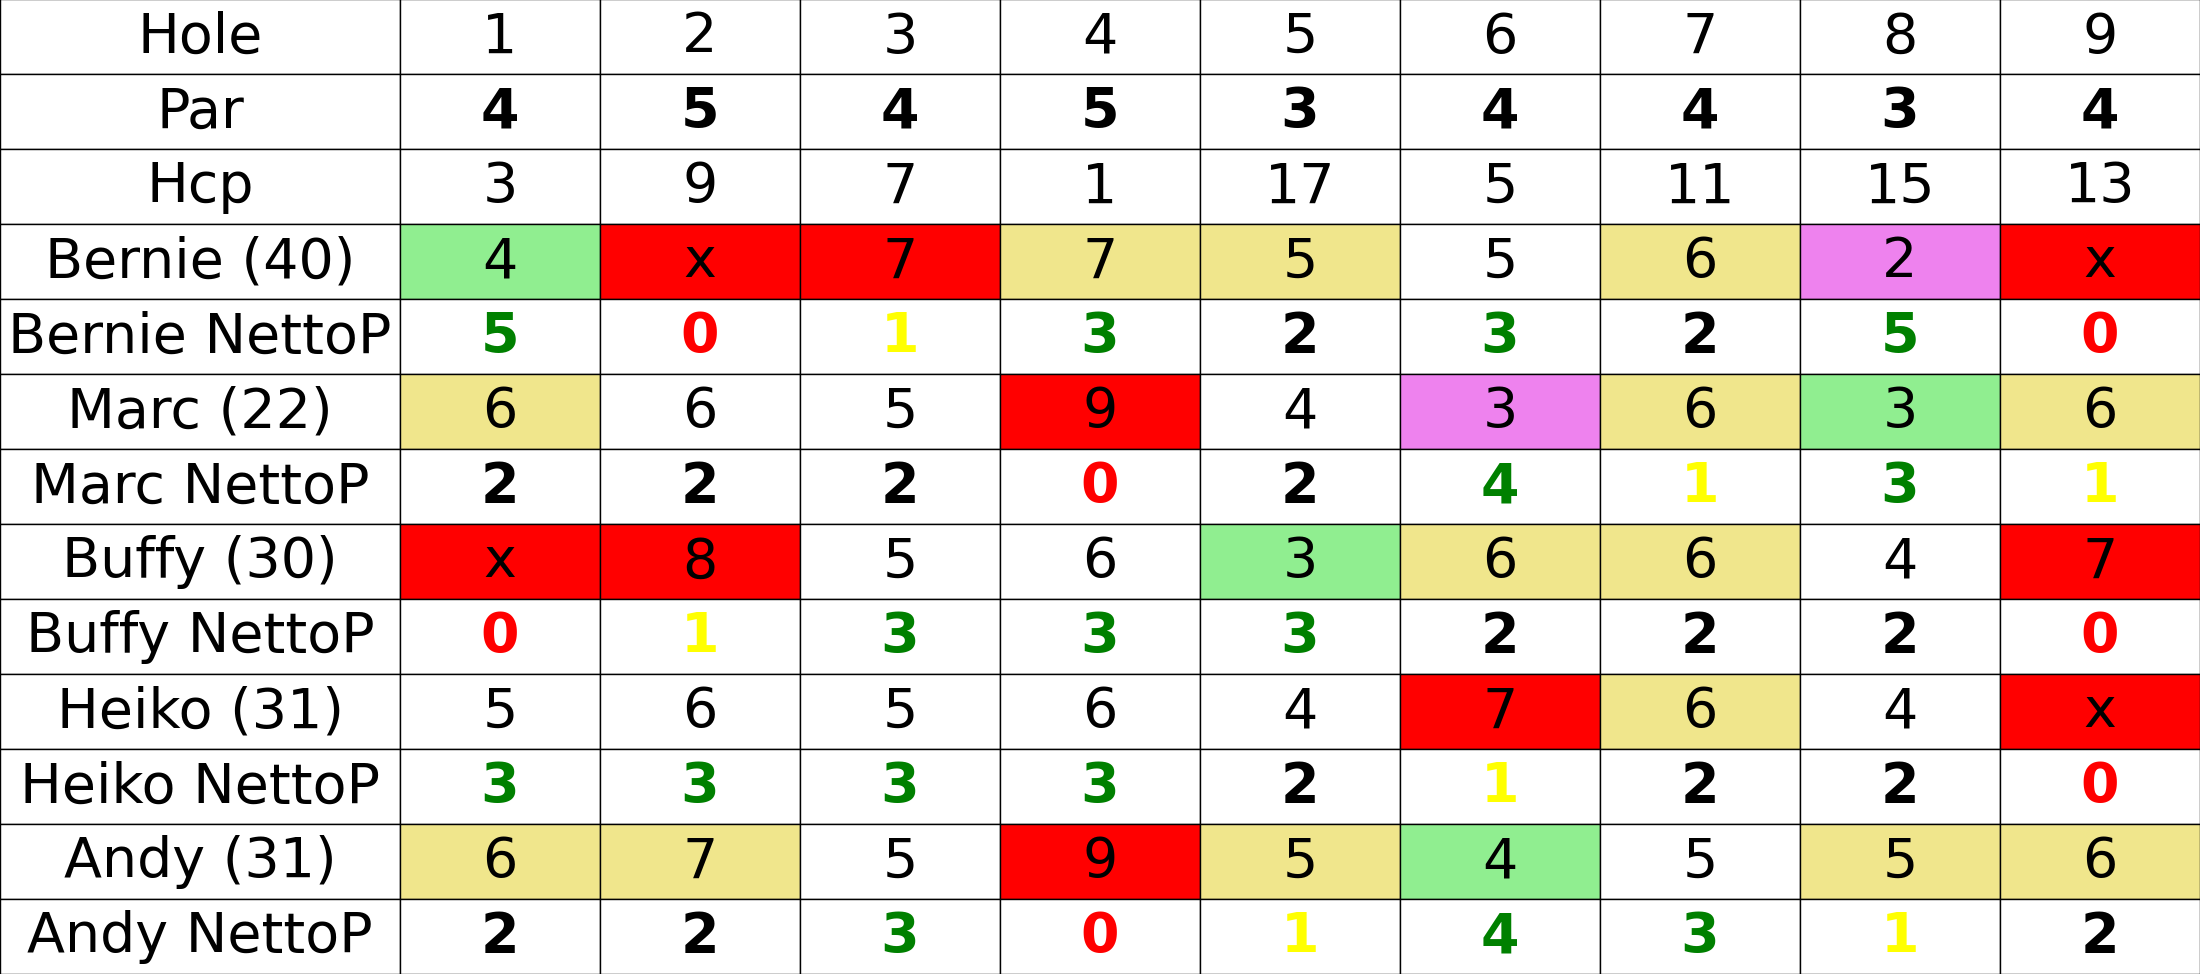 Hole 1 2 3 4 5 6 7 8 9
Par 4 5 4 5 3 4 4 3 4
Hcp 3 9 7 1 17 5 11 15 13
Bernie (40) 4 x 7 7 5 5 6 2 x
Bernie NettoP 5 0 1 3 2 3 2 5 0
Marc (22) 6 6 5 9 4 3 6 3 6
Marc NettoP 2 2 2 0 2 4 1 3 1
Buffy (30) x 8 5 6 3 6 6 4 7
Buffy NettoP 0 1 3 3 3 2 2 2 0
Heiko (31) 5 6 5 6 4 7 6 4 x
Heiko NettoP 3 3 3 3 2 1 2 2 0
Andy (31) 6 7 5 9 5 4 5 5 6
Andy NettoP 2 2 3 0 1 4 3 1 2